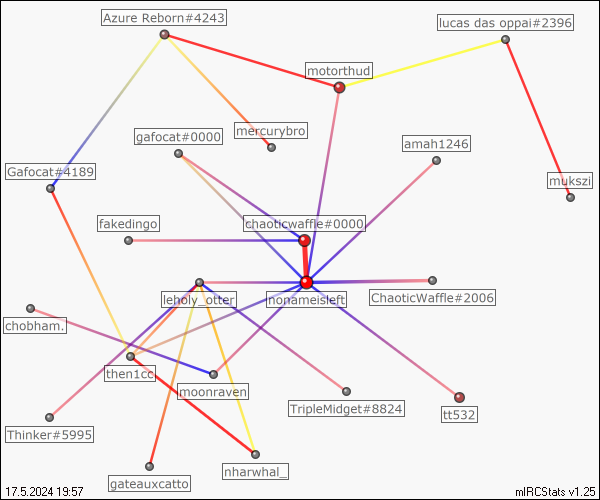 Azure Reborn#4243
lucas das oppai#2396
motorthud
mercurybro
gafocat#0000
amah1246
Gafocat#4189
mukszi
fakedingo
chaoticwaffle#0000
leholy_otter
nonameisleft
ChaoticWaffle#2006
chobham.
then1cc
moonraven
TripleMidget#8824
tt532
Thinker#5995
nharwhal_
gateauxcatto
17.5.2024 19:57
mIRCStats v1.25